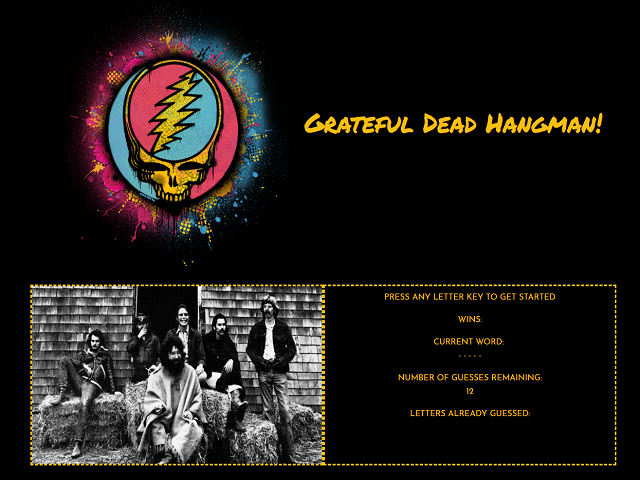 Grateful Dead Hangman!
PRESS ANY LETTER KEY TO GET STARTED
WINS:
CURRENT WORD:
- - - - -
NUMBER OF GUESSES REMAINING:
12
LETTERS ALREADY GUESSED: